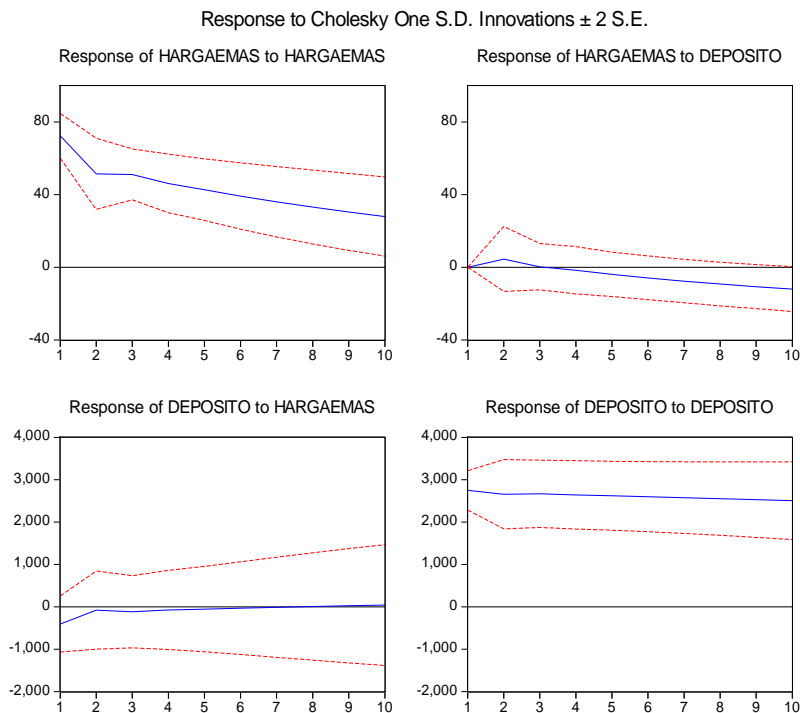 Response to Cholesky One S.D. Innovations ± 2 S.E.
Response of HARGAEMAS to HARGAEMAS
80
40
0
-40
1 2 3 4 5 6 7 8 9 10
Response of HARGAEMAS to DEPOSITO
80
40
0
-40
1 2 3 4 5 6 7 8 9 10
Response of DEPOSITO to HARGAEMAS
4,000
3,000
2,000
1,000
0
-1,000
-2,000
1 2 3 4 5 6 7 8 9 10
Response of DEPOSITO to DEPOSITO
4,000
3,000
2,000
1,000
0
-1,000
-2,000
1 2 3 4 5 6 7 8 9 10